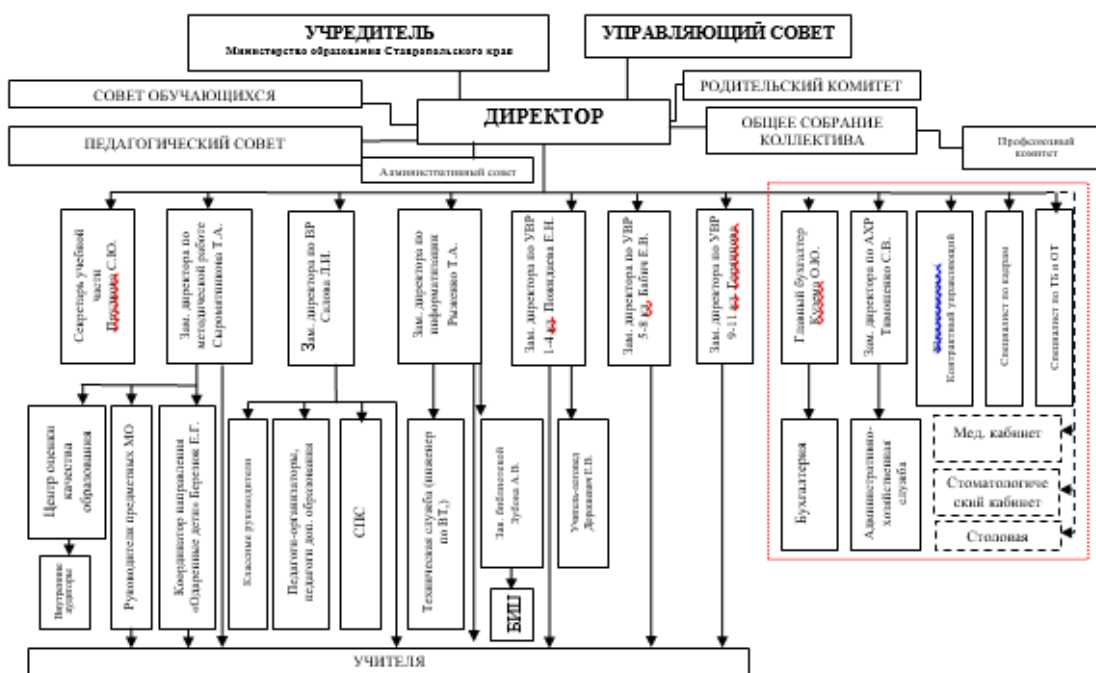 УЧРЕДИТЕЛЬ
Министерство образования Ставропольского края
УПРАВЛЯЮЩИЙ СОВЕТ
СОВЕТ ОБУЧАЮЩИХСЯ
РОДИТЕЛЬСКИЙ КОМИТЕТ
ДИРЕКТОР
ПЕДАГОГИЧЕСКИЙ СОВЕТ
ОБЩЕЕ СОБРАНИЕ
КОЛЛЕКТИВА
Профсоюзный
комитет
Административный совет
Секретарь учебной
части
С.Ю.
Зам. директора по
методической работе
Сыроматникова Т.А.
Зам. директора по ВР
Салова Л.И.
Зам. директора по
информатизации
Рыженко Т.А.
Зам. директора по УВР
1-4 кл. Пожидаева Е.Н.
Зам. директора по УВР
5-8 кл. Бабич Е.В.
Зам. директора по УВР
9-11 кл.
Главный бухгалтер
О.Ю.
Зам. директора по АХР
Тимошенко С.В.
Контрактный управляющий
Специалист по кадрам
Специалист по ТБ и ОТ
Центр оценки
качества
образования
Руководители предметных МО
Координатор направления
«Одаренные дети» Березюк Е.Г.
Классные руководители
Педагоги-организаторы,
педагоги доп. образования
СПС
Техническая служба (инженер
по ВТ,)
Зав. библиотекой
Зубова А.В.
Учитель-логопед
Е.В.
Бухгалтерия
Административно-
хозяйственная
служба
Мед. кабинет
Стоматологиче
ский кабинет
Столовая
Внутренние
аудиторы
БИЦ
УЧИТЕЛЯ